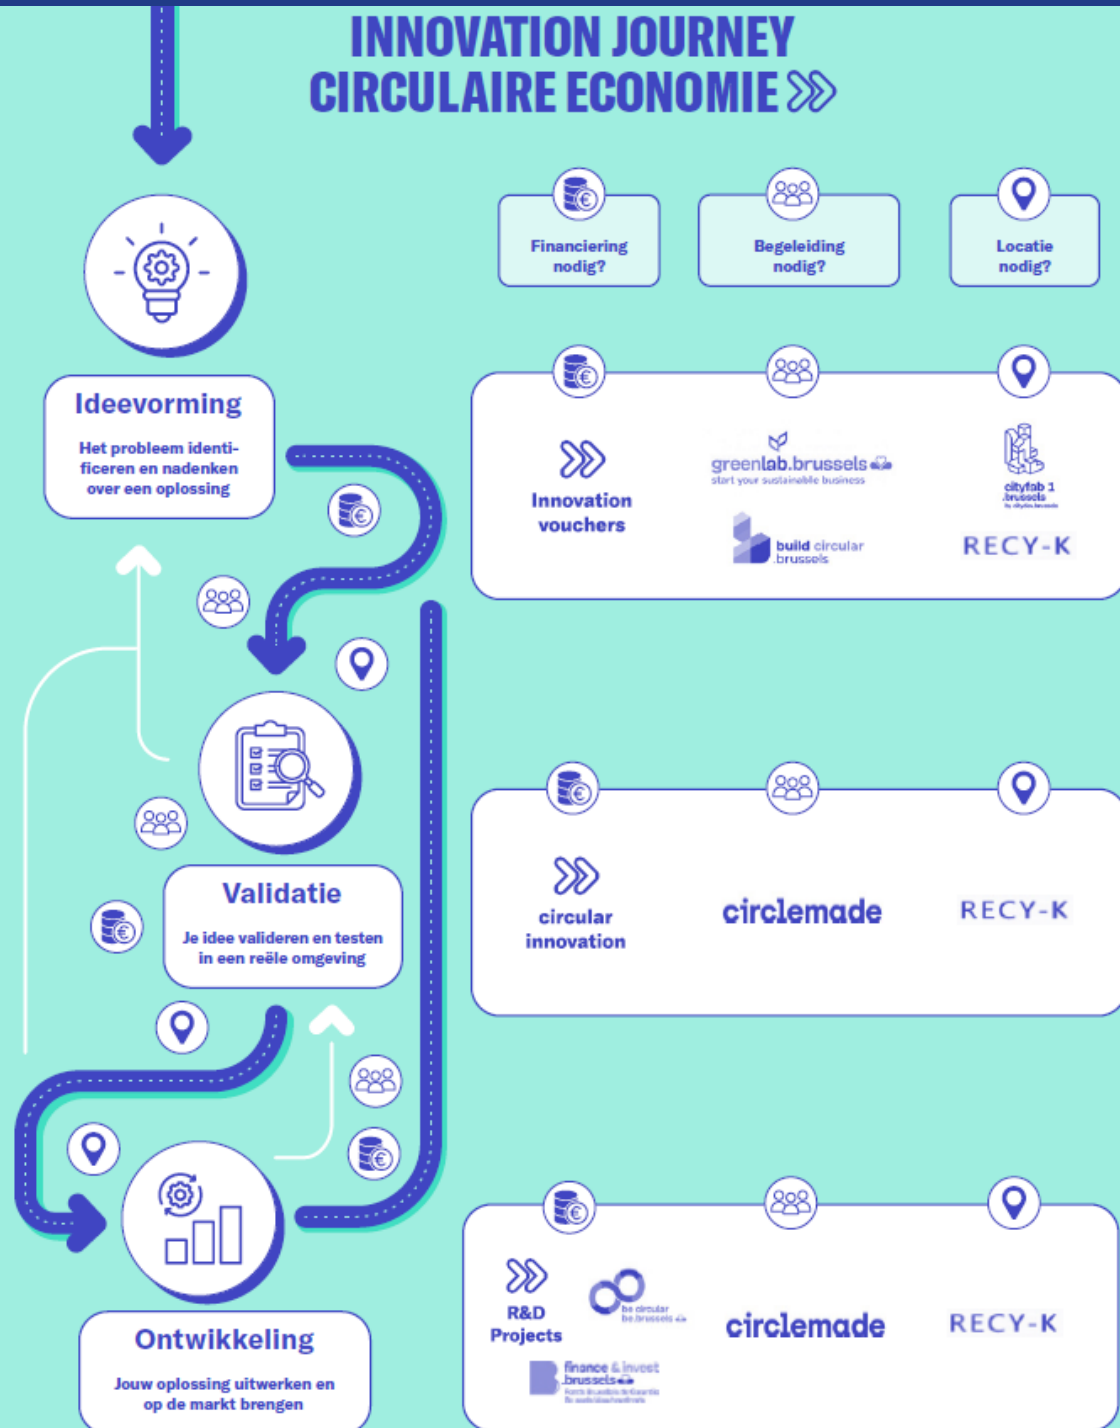 INNOVATION JOURNEY
CIRCULAIRE ECONOMIE
Financiering
nodig?
Begeleiding
nodig?
Locatie
nodig?
Ideevorming
Het probleem identi-
ficeren en nadenken
over een oplossing
Innovation
vouchers
greenlab.brussels
start your sustainable business
build circular
.brussels
cityfab 1
.brussels
RECY-K
Validatie
Je idee valideren en testen
in een reële omgeving
circular
innovation
circlemade
RECY-K
Ontwikkeling
Jouw oplossing uitwerken en
op de markt brengen
R&D
Projects
be circular
be.brussels
finance & invest
.brussels
circlemade
RECY-K